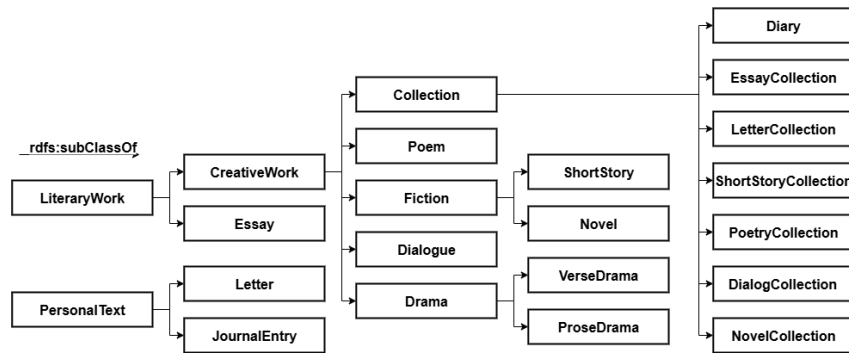 Diary
EssayCollection
Collection
LetterCollection
rdfs:subClassOf
Poem
CreativeWork
ShortStory
ShortStoryCollection
LiteraryWork
Fiction
Essay
Novel
PoetryCollection
Dialogue
Letter
VerseDrama
DialogCollection
PersonalText
Drama
JournalEntry
ProseDrama
NovelCollection